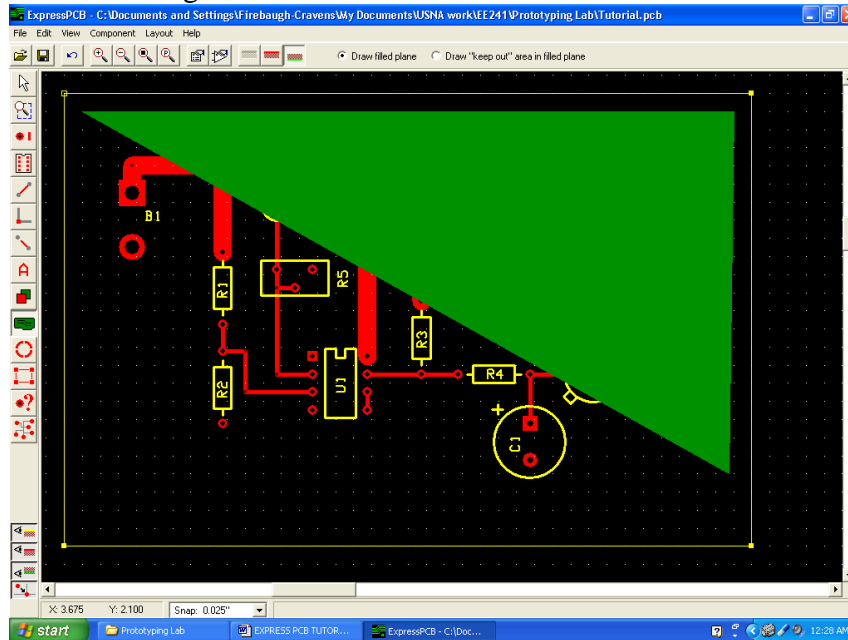 ExpressPCB - C:\Documents and Settings\Firebaugh-Cravens\My Documents\USNA work\EE241\Prototyping Lab\Tutorial.pcb
File Edit View Component Layout Help
Draw filled plane Draw "keep out" area in filled plane
B1
R1
R5
R3
R2
U1
R4
+
C1
X: 3.675 Y: 2.100 Snap: 0.025"
start Prototyping Lab EXPRESS PCB TUTOR... ExpressPCB - C:\Doc... 12:28 AM